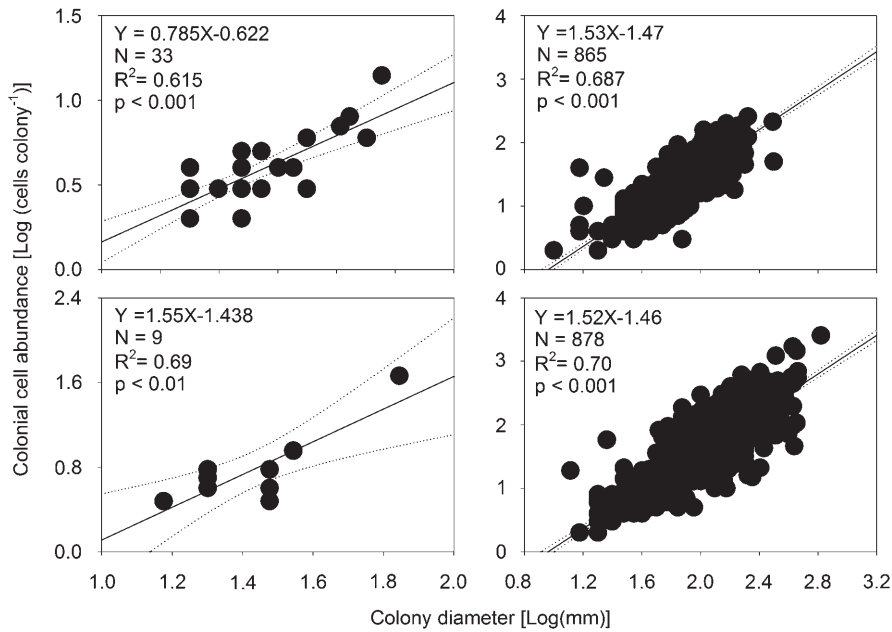 Colonial cell abundance [Log (cells colony⁻¹)]
1.5
1.0
0.5
0.0
Y = 0.785X-0.622
N = 33
R²= 0.615
p < 0.001
4
3
2
1
0
Y =1.53X-1.47
N = 865
R²= 0.687
p < 0.001
2.4
1.6
0.8
0.0
Y =1.55X-1.438
N = 9
R²= 0.69
p < 0.01
4
3
2
1
0
Y =1.52X-1.46
N = 878
R²= 0.70
p < 0.001
1.0 1.2 1.4 1.6 1.8 2.0
0.8 1.2 1.6 2.0 2.4 2.8 3.2
Colony diameter [Log(mm)]